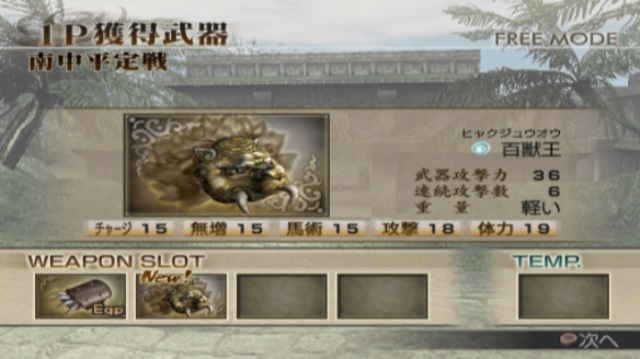 1P獲得武器
FREE MODE
南中平定戦
ヒャクジュウオウ
百獣王
武器攻撃力 36
連続攻撃数 6
重量 軽い
チャージ 15 無増 15 馬術 15 攻撃 18 体力 19
WEAPON SLOT
TEMP.
Eqp
New!
次へ